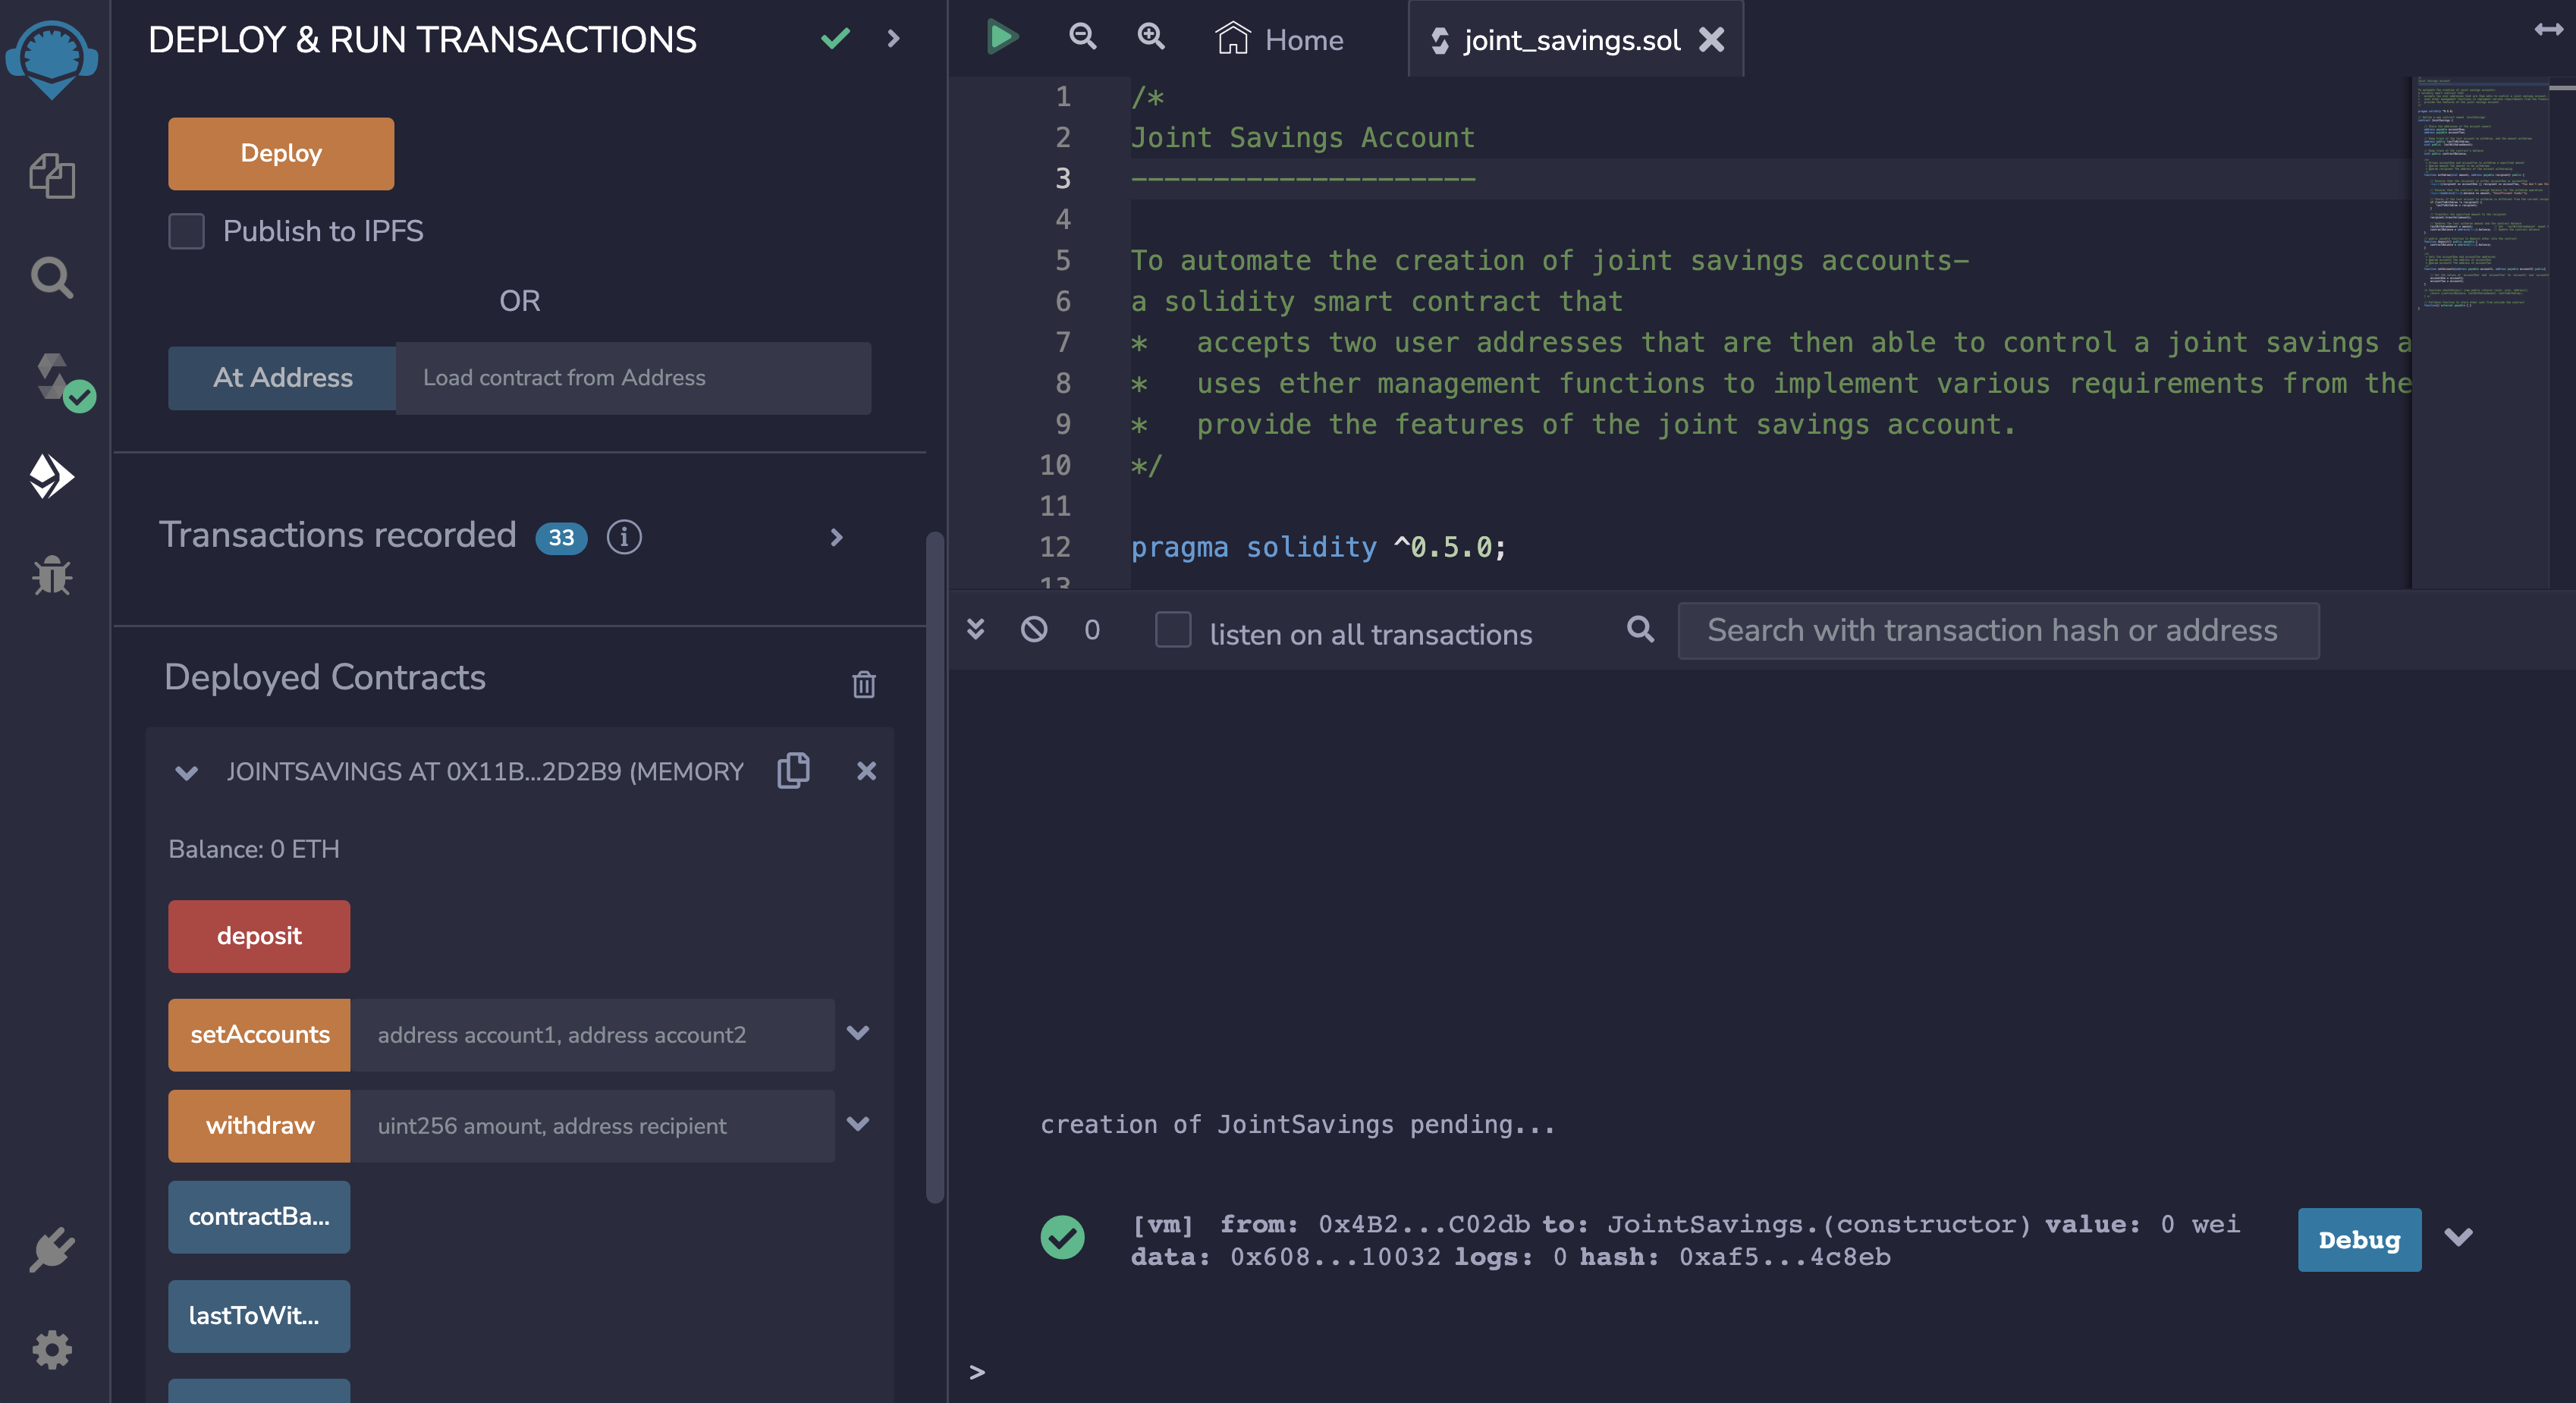 DEPLOY & RUN TRANSACTIONS
Deploy
Publish to IPFS
OR
At Address
Load contract from Address
Transactions recorded 33 i
Deployed Contracts
JOINTSAVINGS AT 0X11B...2D2B9 (MEMORY
Balance: 0 ETH
deposit
setAccounts address account1, address account2
withdraw uint256 amount, address recipient
contractBa...
lastToWit...
Home
joint_savings.sol
1 /*
2 Joint Savings Account
3 ---------------------
4
5 To automate the creation of joint savings accounts-
6 a solidity smart contract that
7 *   accepts two user addresses that are then able to control a joint savings a
8 *   uses ether management functions to implement various requirements from the
9 *   provide the features of the joint savings account.
10 */
11
12 pragma solidity ^0.5.0;
13
0
listen on all transactions
Search with transaction hash or address
creation of JointSavings pending...
[vm] from: 0x4B2...C02db to: JointSavings.(constructor) value: 0 wei
data: 0x608...10032 logs: 0 hash: 0xaf5...4c8eb
Debug
>